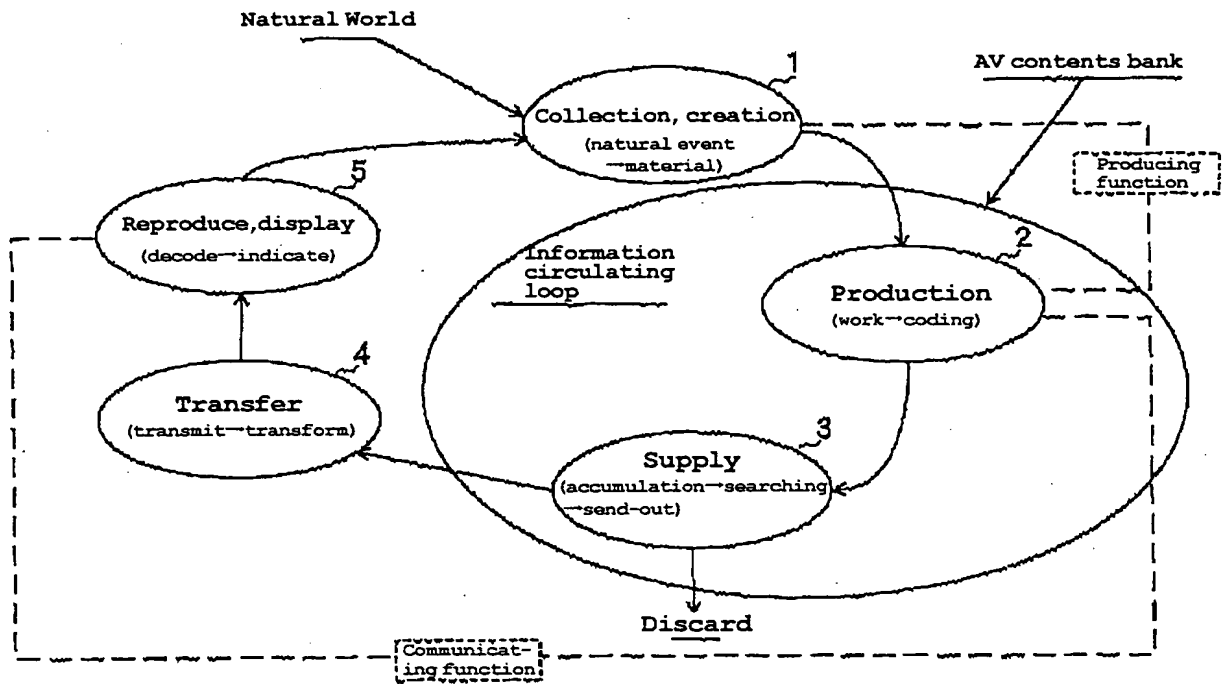 Natural World
AV contents bank
1
Collection, creation
(natural event
→material)
Producing
function
5
Reproduce, display
(decode→indicate)
Information
circulating
loop
2
Production
(work→coding)
4
Transfer
(transmit→transform)
3
Supply
(accumulation→searching
→send-out)
Discard
Communicat-
ing function